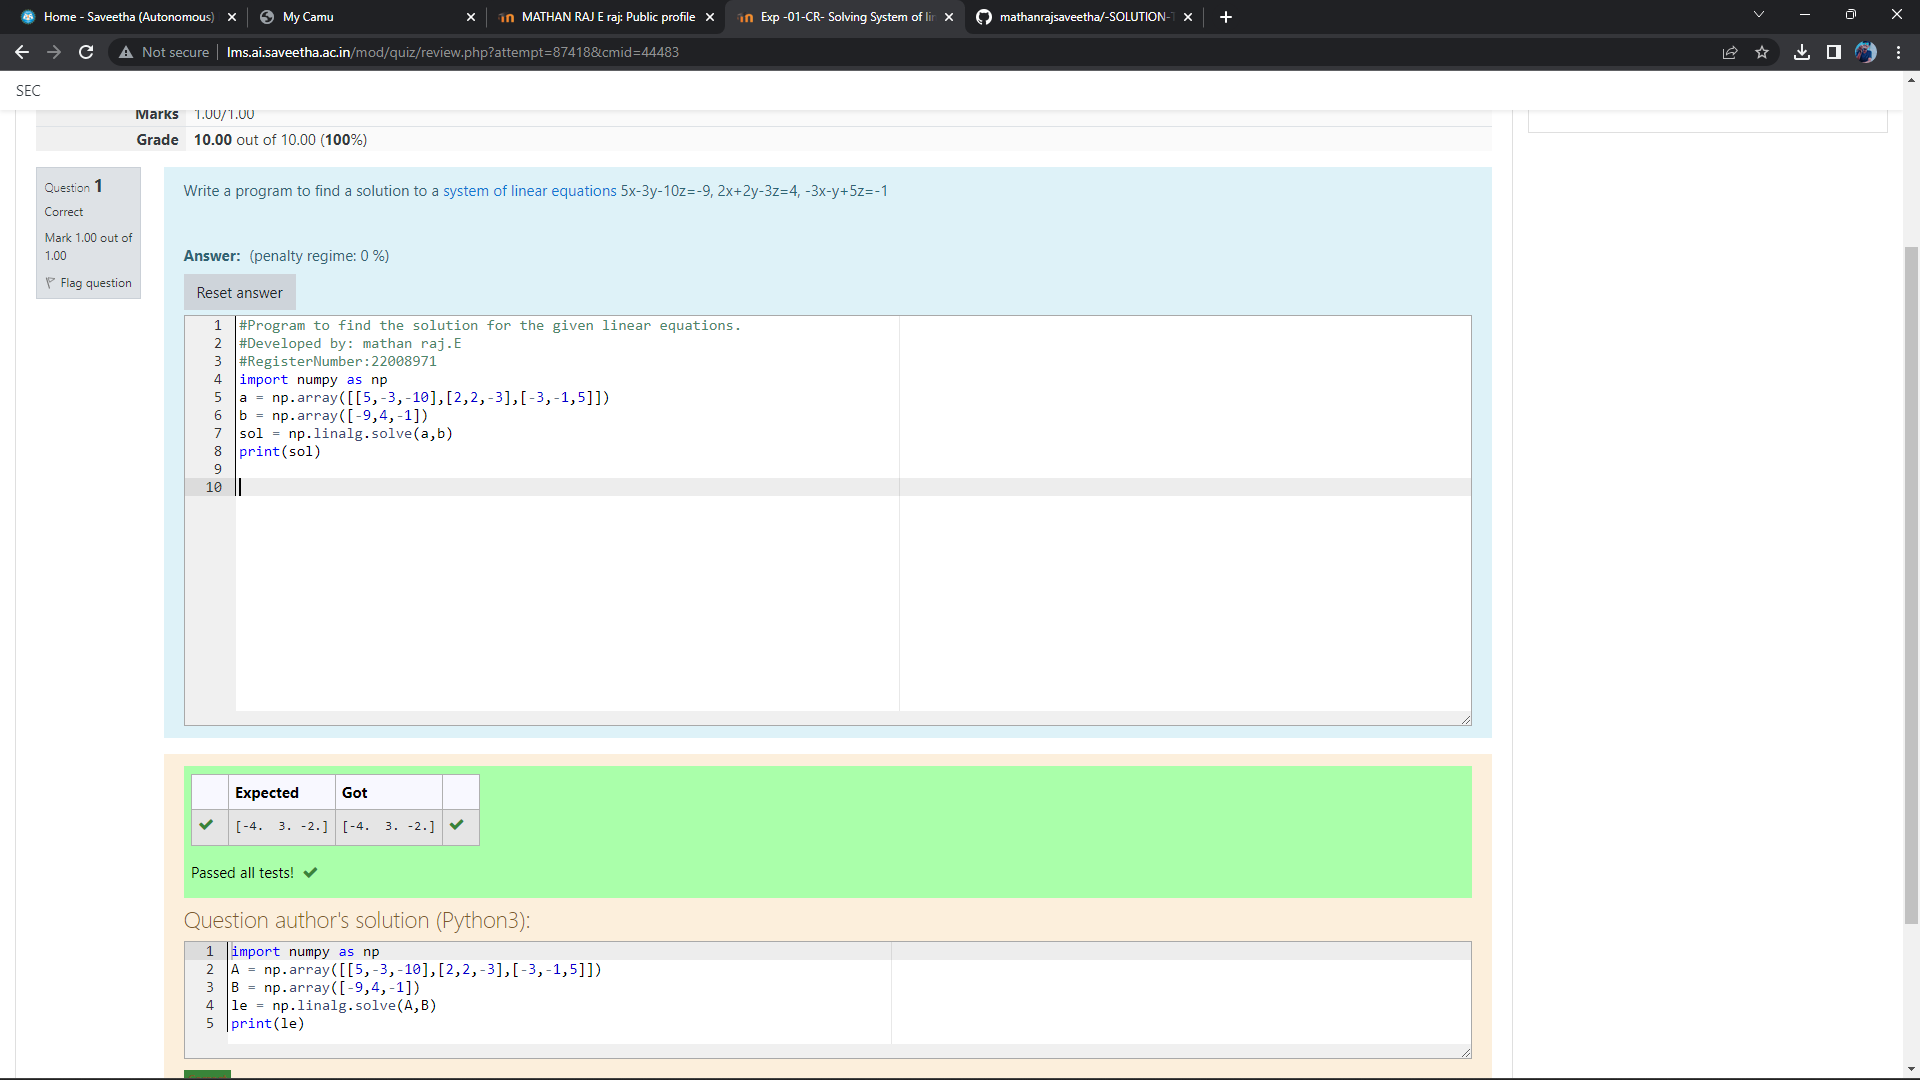 Home - Saveetha (Autonomous)
My Camu
MATHAN RAJ E raj: Public profile
Exp -01-CR- Solving System of lin
mathanrajsaveetha/-SOLUTION-T
Not secure
lms.ai.saveetha.ac.in/mod/quiz/review.php?attempt=87418&cmid=44483
SEC
Marks 1.00/1.00
Grade 10.00 out of 10.00 (100%)
Question 1
Correct
Mark 1.00 out of
1.00
Flag question
Write a program to find a solution to a system of linear equations 5x-3y-10z=-9, 2x+2y-3z=4, -3x-y+5z=-1
Answer: (penalty regime: 0 %)
Reset answer
1 #Program to find the solution for the given linear equations.
2 #Developed by: mathan raj.E
3 #RegisterNumber:22008971
4 import numpy as np
5 a = np.array([[5,-3,-10],[2,2,-3],[-3,-1,5]])
6 b = np.array([-9,4,-1])
7 sol = np.linalg.solve(a,b)
8 print(sol)
9
10
Expected Got
[-4.  3. -2.] [-4.  3. -2.]
Passed all tests!
Question author's solution (Python3):
1 import numpy as np
2 A = np.array([[5,-3,-10],[2,2,-3],[-3,-1,5]])
3 B = np.array([-9,4,-1])
4 le = np.linalg.solve(A,B)
5 print(le)